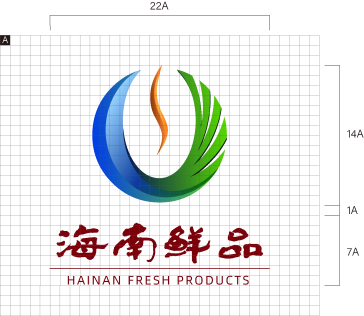 22A
A
14A
1A
海南鲜品
7A
HAINAN FRESH PRODUCTS